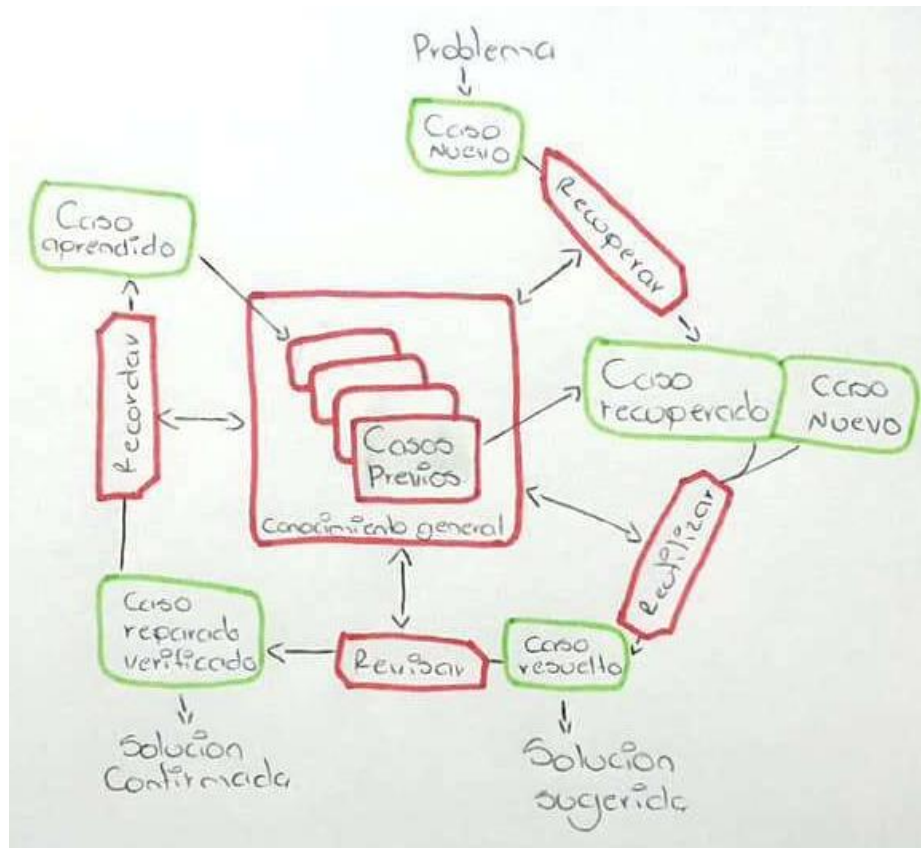 Problema
Caso
Nuevo
Recuperar
Caso
aprendido
Recordar
Casos
Previos
Conocimiento general
Caso
recuperado
Caso
Nuevo
Reutilizar
Caso
resuelto
Revisar
Caso
reparado
verificado
Solucion
Confirmada
Solucion
sugerida